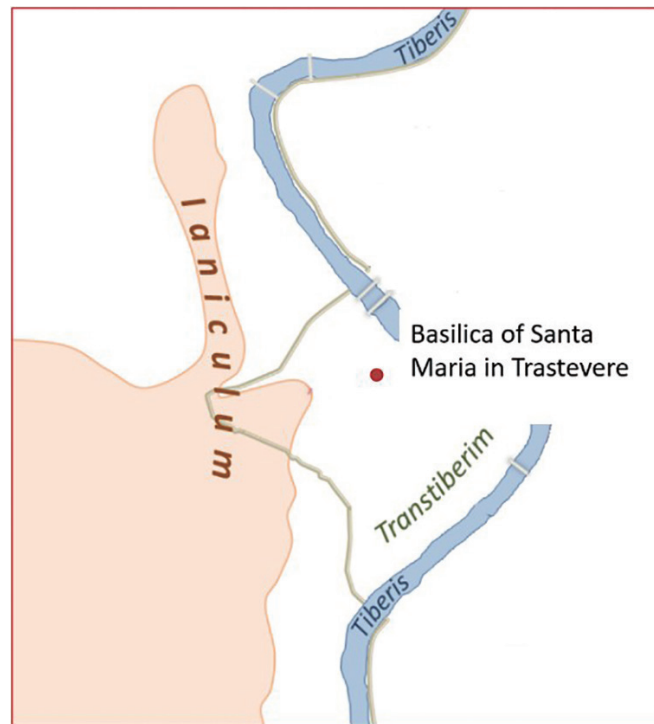 Tiberis
Ianiculum
Basilica of Santa
Maria in Trastevere
Transtiberim
Tiberis